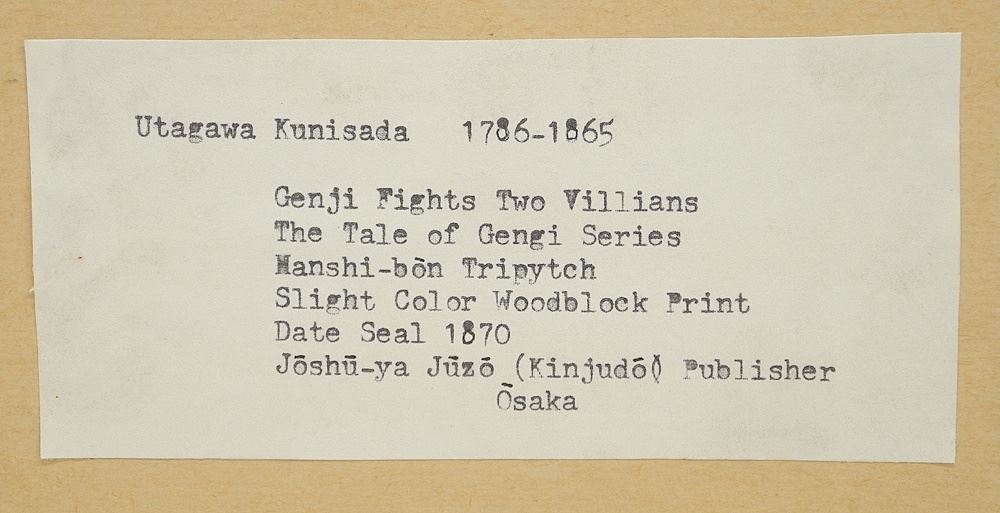 Utagawa Kunisada 1786-1865
Genji Fights Two Villians
The Tale of Gengi Series
Hanshi-bōn Tripytch
Slight Color Woodblock Print
Date Seal 1870
Jōshū-ya Jūzō (Kinjudō) Publisher
Ōsaka